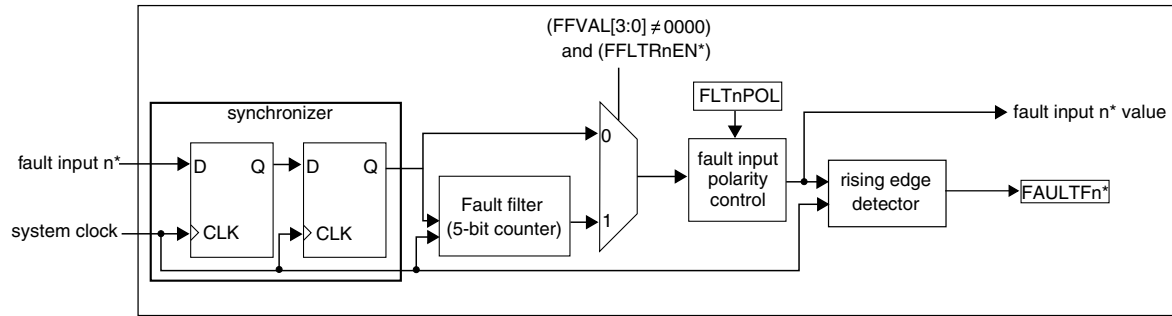 (FFVAL[3:0] ≠ 0000)
and (FFLTRnEN*)
FLTnPOL
synchronizer
fault input n* value
0
fault input n*
D
Q
D
Q
fault input
polarity
control
rising edge
detector
FAULTFn*
Fault filter
(5-bit counter)
1
system clock
CLK
CLK